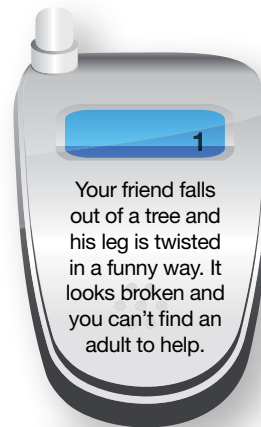 1
Your friend falls
out of a tree and
his leg is twisted
in a funny way. It
looks broken and
you can’t find an
adult to help.